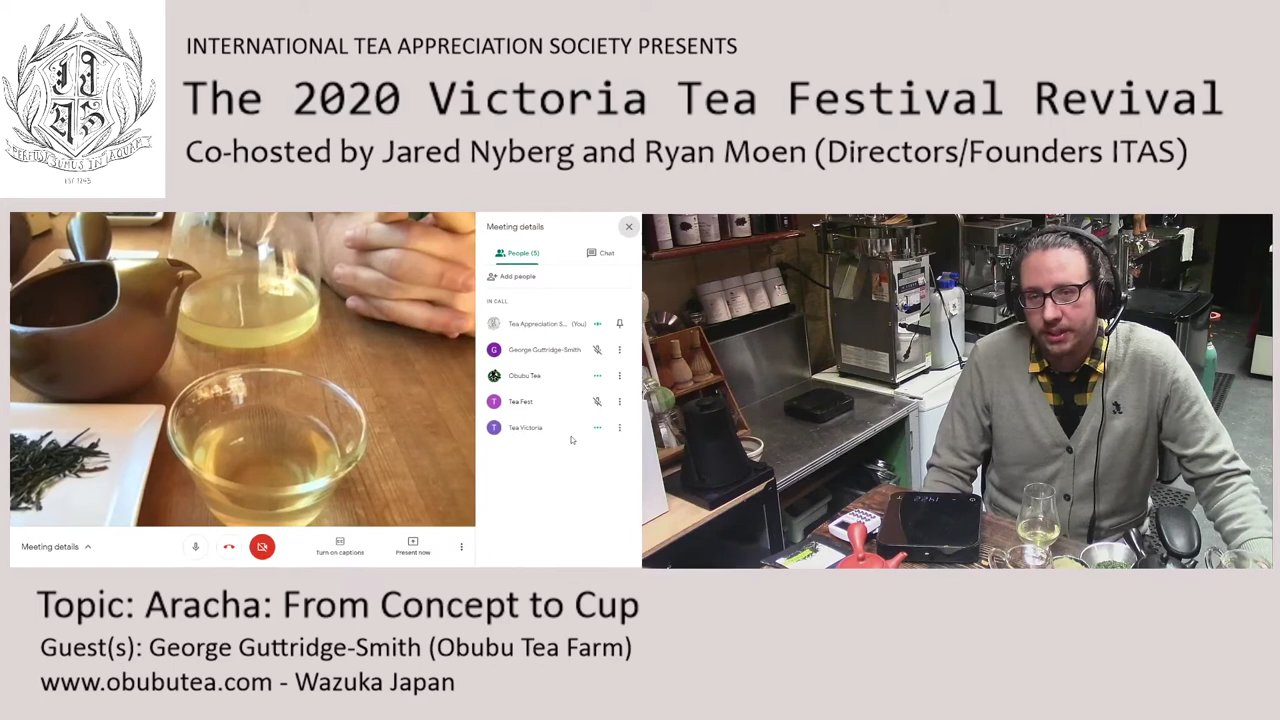 INTERNATIONAL TEA APPRECIATION SOCIETY PRESENTS
The 2020 Victoria Tea Festival Revival
Co-hosted by Jared Nyberg and Ryan Moen (Directors/Founders ITAS)
Meeting details
People (5)
Chat
Add people
IN CALL
Tea Appreciation S... (You)
G George Guttridge-Smith
Obubu Tea
T Tea Fest
T Tea Victoria
Meeting details
Turn on captions
Present now
Topic: Aracha: From Concept to Cup
Guest(s): George Guttridge-Smith (Obubu Tea Farm)
www.obubutea.com - Wazuka Japan